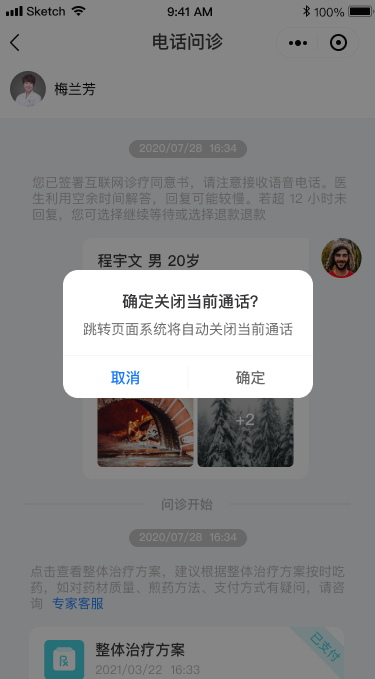 Sketch
9:41 AM
100%
电话问诊
梅兰芳
2020/07/28 16:34
您已签署互联网诊疗同意书，请注意接收语音电话。医
生利用空余时间解答、回复可能较慢。若超 12 小时未
回复，您可选择继续等待或选择退款退款
程宇文 男 20岁
确定关闭当前通话?
跳转页面系统将自动关闭当前通话
取消
确定
+2
问诊开始
2020/07/28 16:34
点击查看整体治疗方案，建议根据整体治疗方案按时吃
药，如对药材质量、煎药方法、支付方式有疑问，请咨
询 专家客服
已支付
整体治疗方案
2021/03/22 16:33